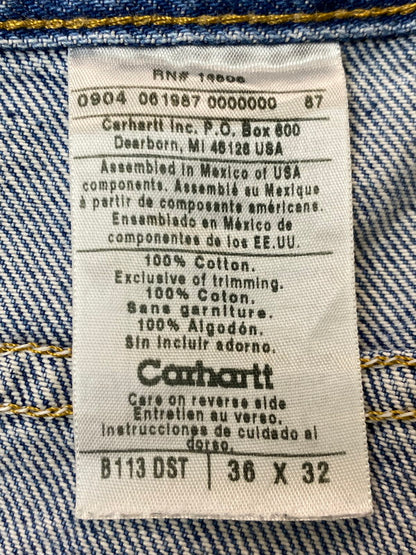 RN# 14806
0904 061987 0000000 87
Carhartt Inc. P.O. Box 600
Dearborn, MI 48126 USA
Assembled in Mexico of USA
components. Assemblé au Mexique
à partir de composants américains.
Ensamblado en México de
componentes de los EE.UU.
100% Cotton.
Exclusive of trimming.
100% Coton.
Sans garniture.
100% Algodón.
Sin incluir adorno.
Carhartt
Care on reverse side
Entretien au verso.
Instrucciones de cuidado al
dorso.
B113 DST 36 X 32